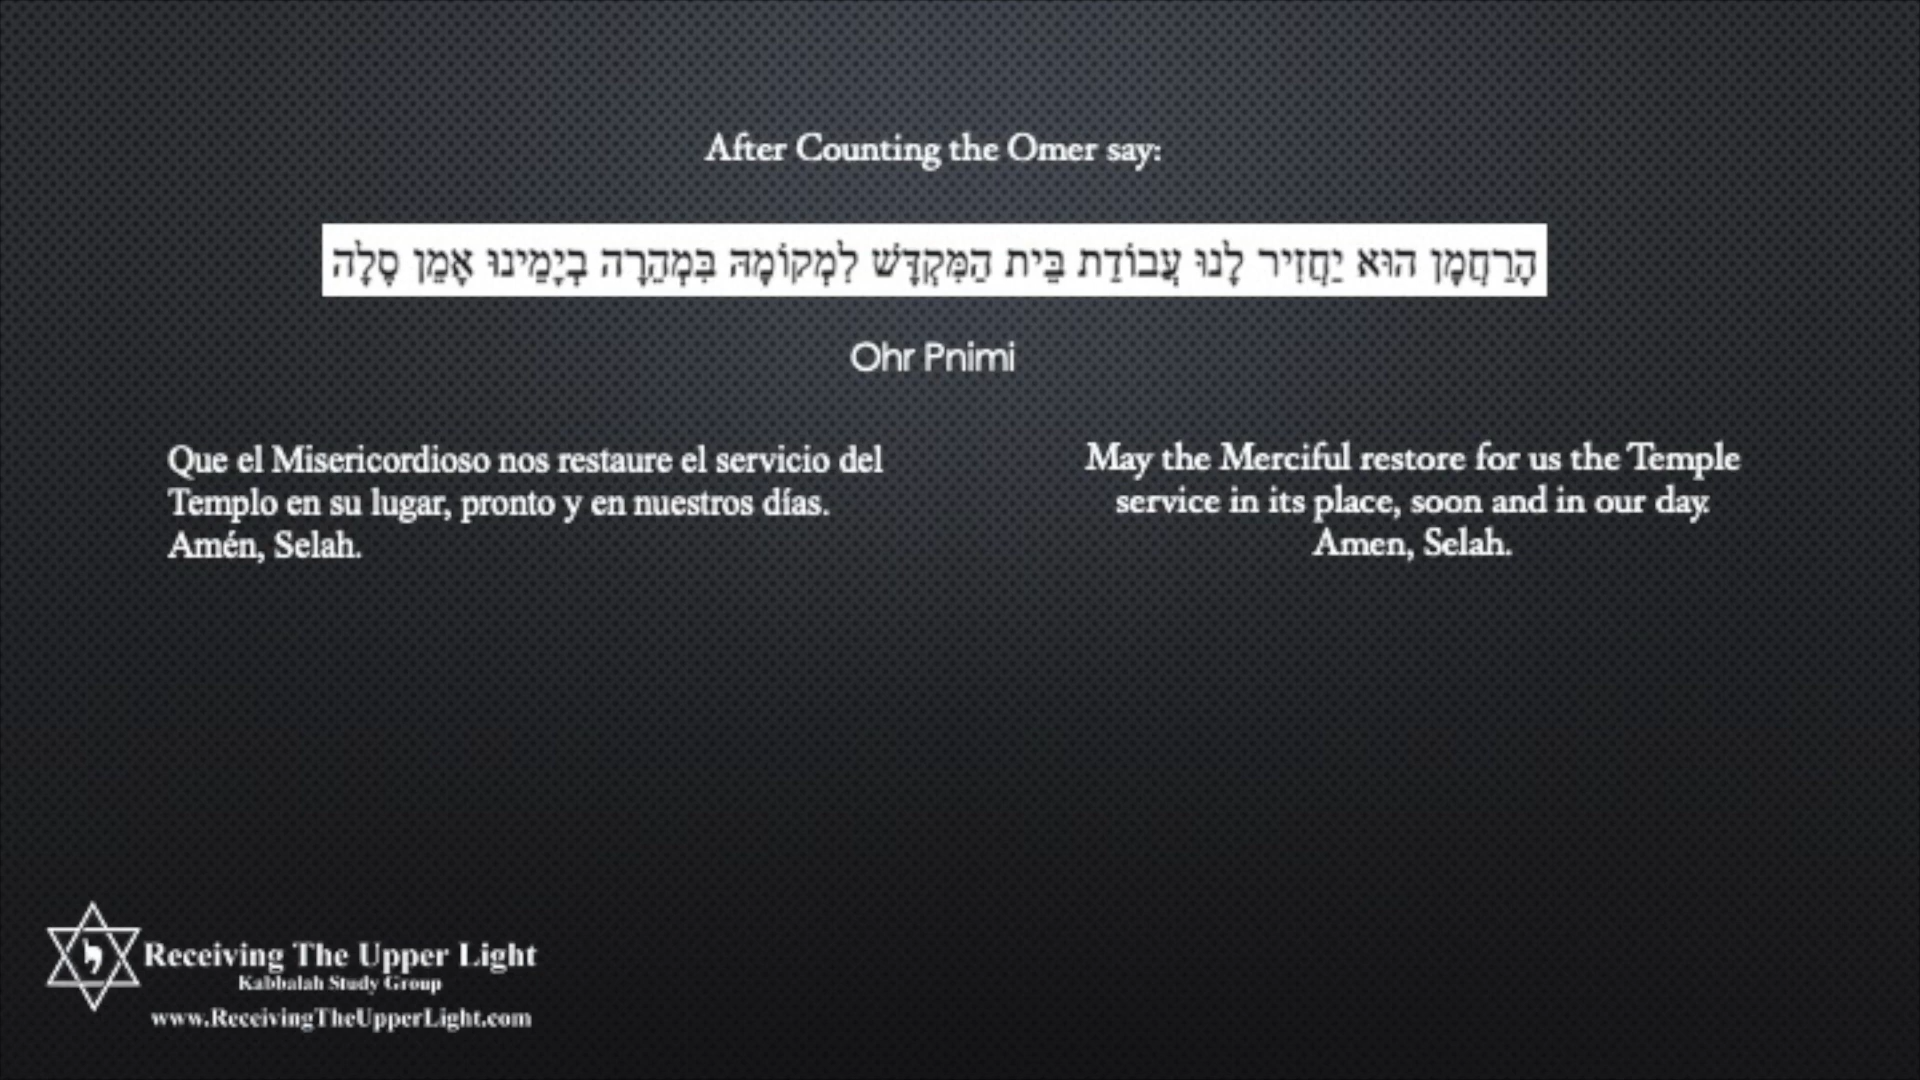 After Counting the Omer say:
הָרַחֲמָן הוּא יַחֲזִיר לָנוּ עֲבוֹדַת בֵּית הַמִּקְדָּשׁ לִמְקוֹמָהּ בִּמְהֵרָה בְיָמֵינוּ אָמֵן סֶלָה
Ohr Pnimi
Que el Misericordioso nos restaure el servicio del
Templo en su lugar, pronto y en nuestros días.
Amén, Selah.
May the Merciful restore for us the Temple
service in its place, soon and in our day.
Amen, Selah.
Receiving The Upper Light
Kabbalah Study Group
www.ReceivingTheUpperLight.com